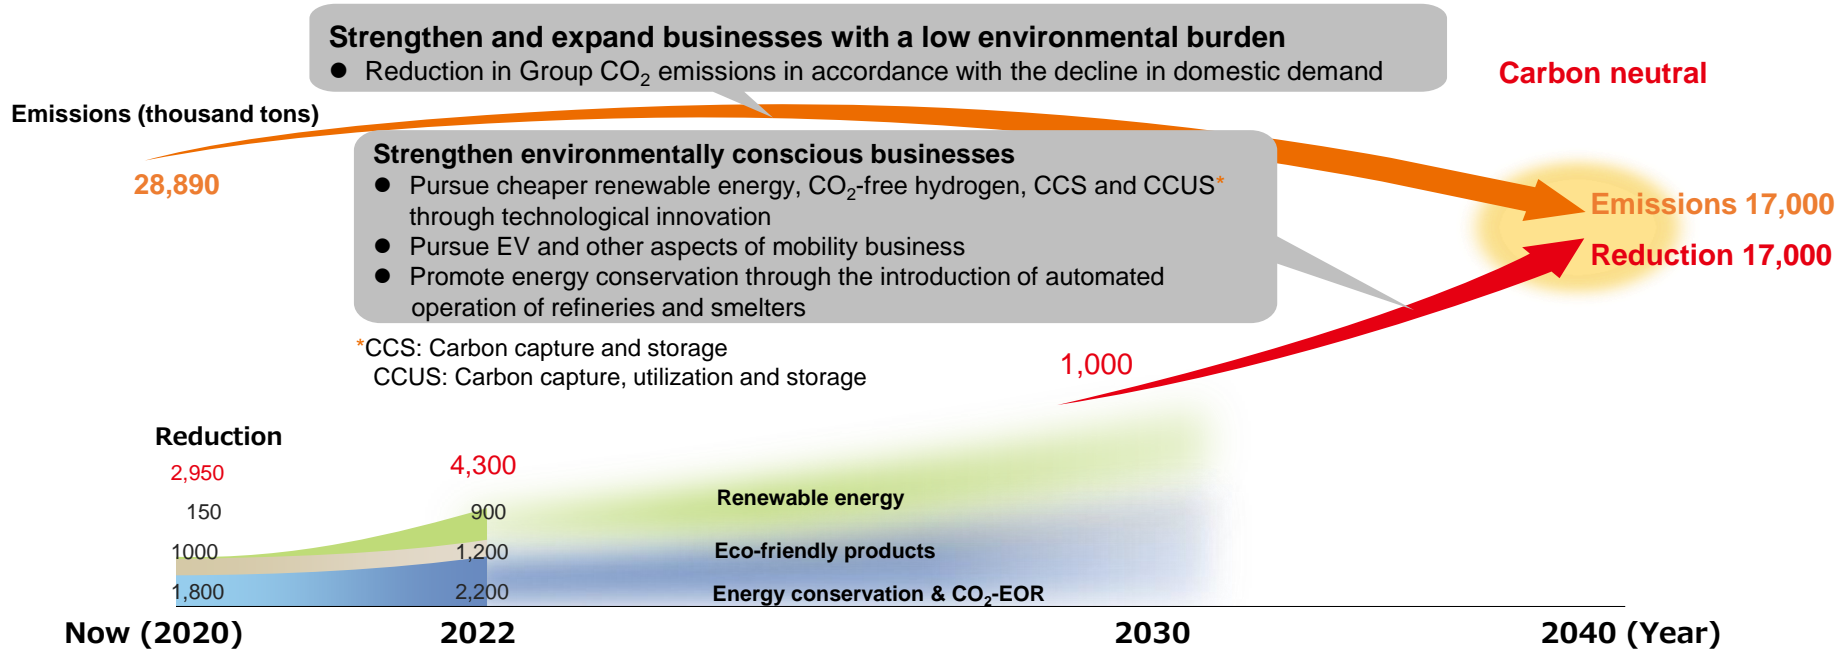 Strengthen and expand businesses with a low environmental burden
● Reduction in Group CO₂ emissions in accordance with the decline in domestic demand
Carbon neutral
Emissions (thousand tons)
28,890
Strengthen environmentally conscious businesses
● Pursue cheaper renewable energy, CO₂-free hydrogen, CCS and CCUS*
through technological innovation
● Pursue EV and other aspects of mobility business
● Promote energy conservation through the introduction of automated
operation of refineries and smelters
Emissions 17,000
Reduction 17,000
*CCS: Carbon capture and storage
CCUS: Carbon capture, utilization and storage
1,000
Reduction
2,950
4,300
150
900
Renewable energy
1000
1,200
Eco-friendly products
1,800
2,200
Energy conservation & CO₂-EOR
Now (2020)
2022
2030
2040 (Year)